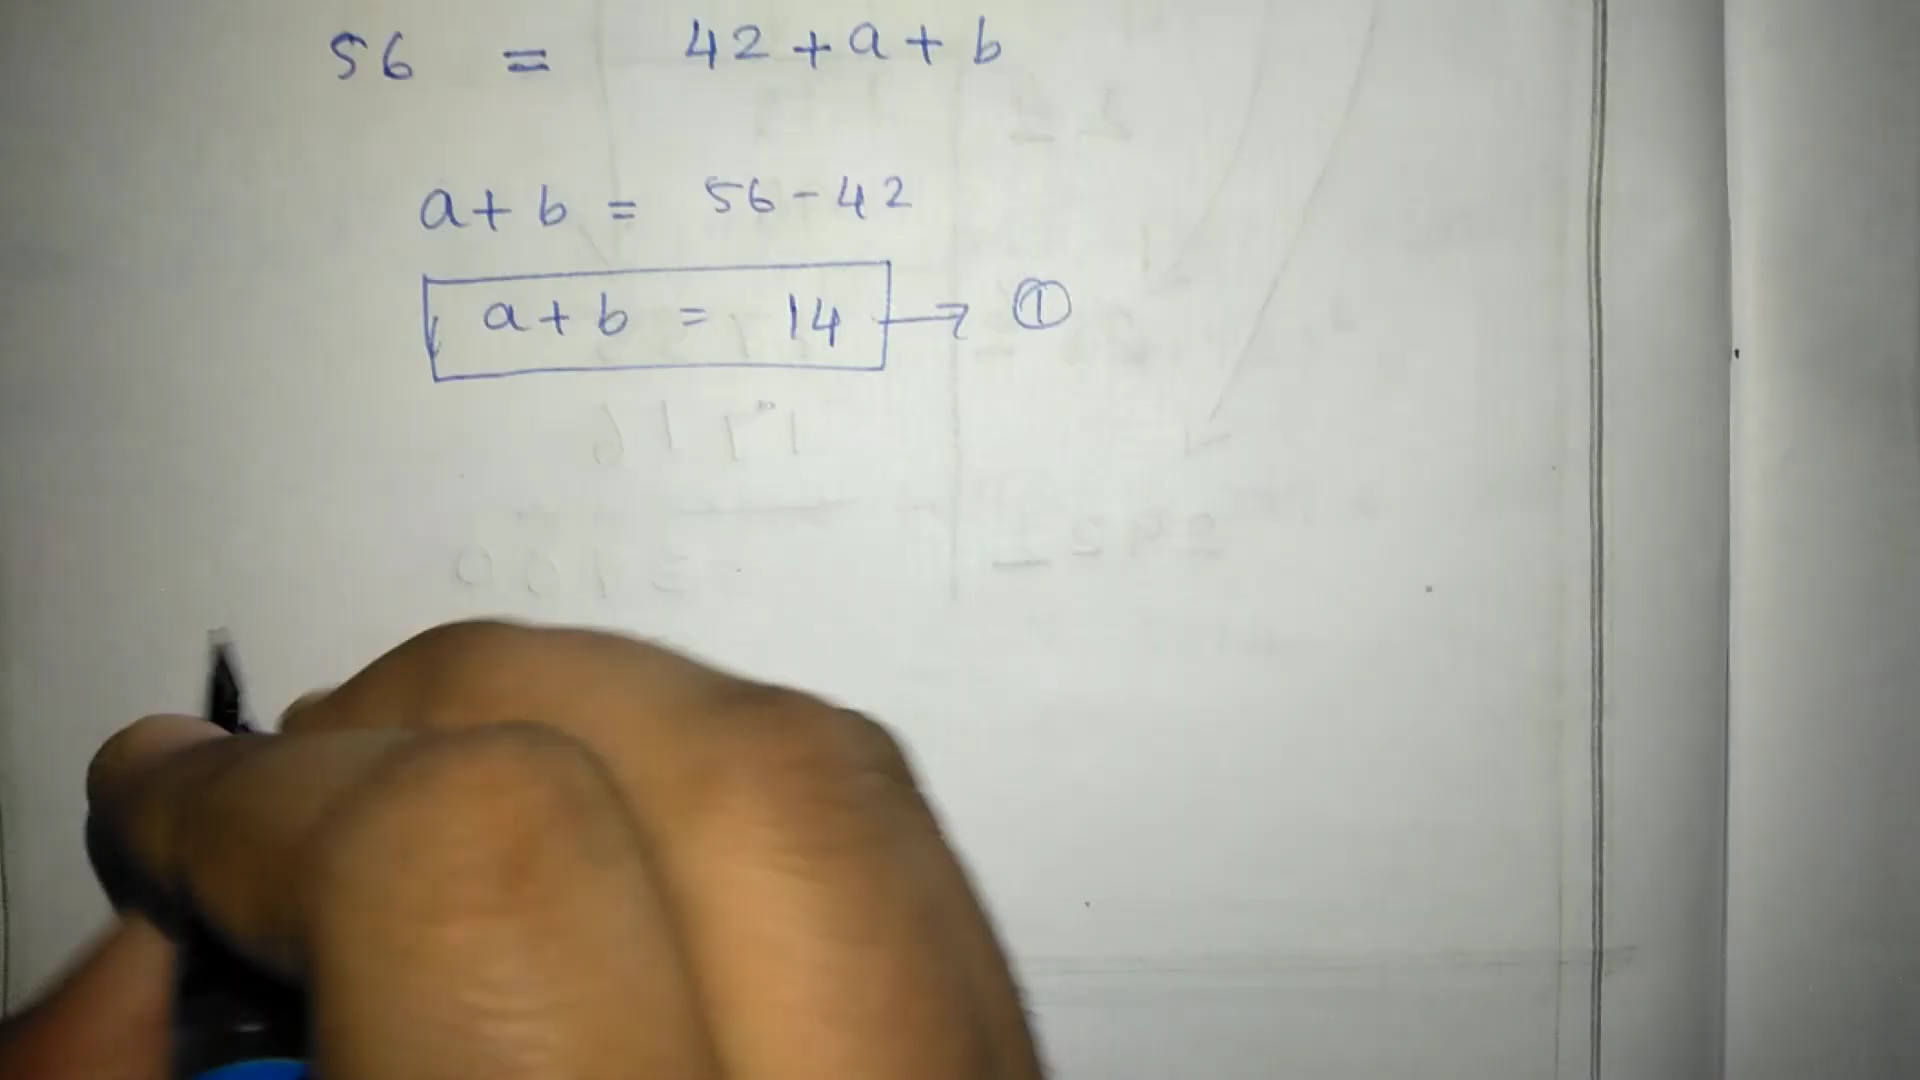 56 = 42 + a + b
a + b = 56 - 42
a + b = 14 → ①